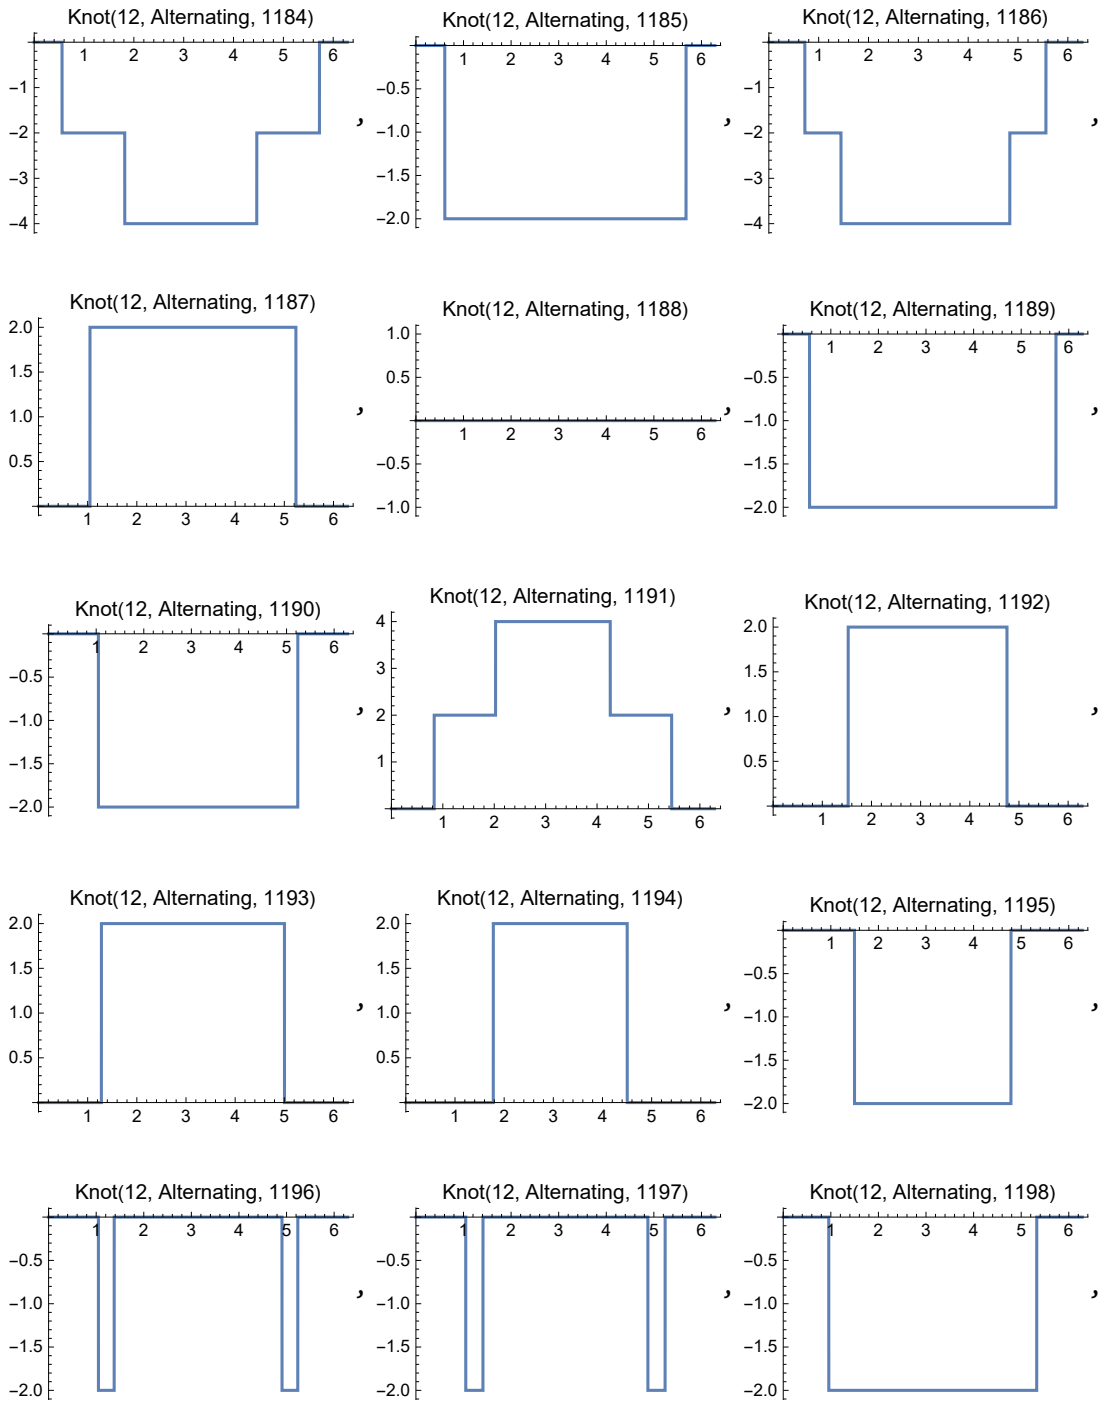 Knot(12, Alternating, 1184)
1 2 3 4 5 6
−1
−2
−3
−4
,
Knot(12, Alternating, 1185)
1 2 3 4 5 6
−0.5
−1.0
−1.5
−2.0
,
Knot(12, Alternating, 1186)
1 2 3 4 5 6
−1
−2
−3
−4
,
Knot(12, Alternating, 1187)
2.0
1.5
1.0
0.5
1 2 3 4 5 6
,
Knot(12, Alternating, 1188)
1.0
0.5
1 2 3 4 5 6
−0.5
−1.0
,
Knot(12, Alternating, 1189)
1 2 3 4 5 6
−0.5
−1.0
−1.5
−2.0
,
Knot(12, Alternating, 1190)
1 2 3 4 5 6
−0.5
−1.0
−1.5
−2.0
,
Knot(12, Alternating, 1191)
4
3
2
1
1 2 3 4 5 6
,
Knot(12, Alternating, 1192)
2.0
1.5
1.0
0.5
1 2 3 4 5 6
,
Knot(12, Alternating, 1193)
2.0
1.5
1.0
0.5
1 2 3 4 5 6
,
Knot(12, Alternating, 1194)
2.0
1.5
1.0
0.5
1 2 3 4 5 6
,
Knot(12, Alternating, 1195)
1 2 3 4 5 6
−0.5
−1.0
−1.5
−2.0
Knot(12, Alternating, 1196)
1 2 3 4 5 6
−0.5
−1.0
−1.5
−2.0
,
Knot(12, Alternating, 1197)
1 2 3 4 5 6
−0.5
−1.0
−1.5
−2.0
,
Knot(12, Alternating, 1198)
1 2 3 4 5 6
−0.5
−1.0
−1.5
−2.0
,